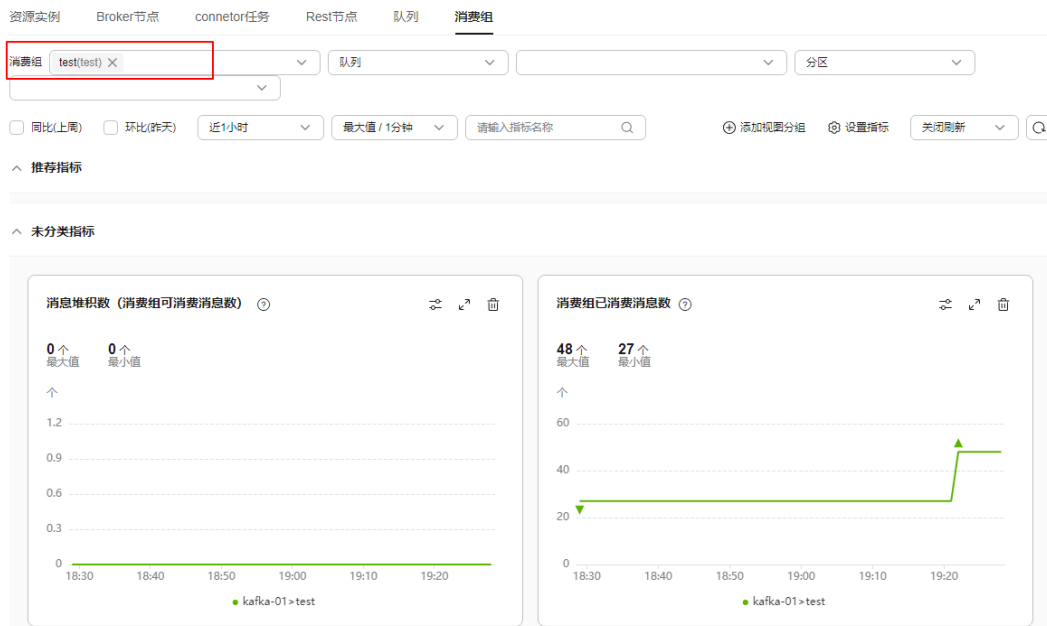 资源实例 Broker节点 connetor任务 Rest节点 队列 消费组
消费组 test(test) 队列 分区
同比(上周) 环比(昨天) 近1小时 最大值 / 1分钟 请输入指标名称 添加视图分组 设置指标 关闭刷新
推荐指标
未分类指标
消息堆积数（消费组可消费消息数）
0 个 0 个
最大值 最小值
个
1.2
0.9
0.6
0.3
0
18:30 18:40 18:50 19:00 19:10 19:20
kafka-01>test
消费组已消费消息数
48 个 27 个
最大值 最小值
个
60
40
20
0
18:30 18:40 18:50 19:00 19:10 19:20
kafka-01>test